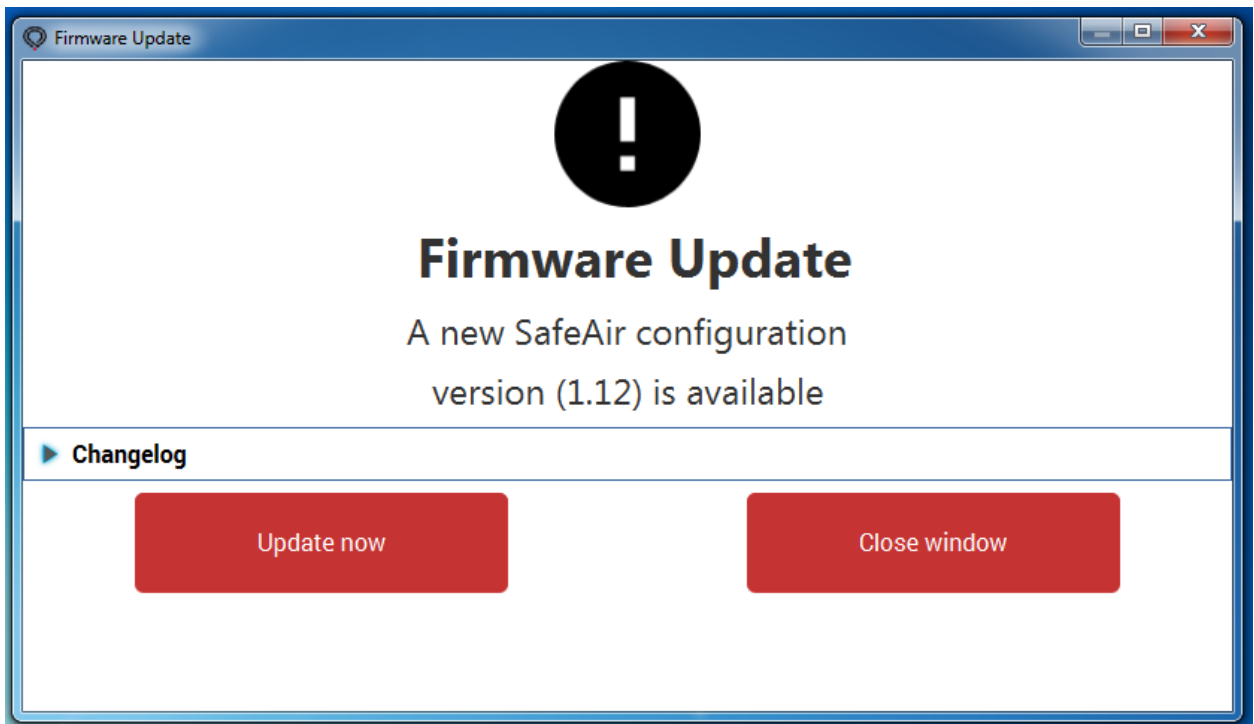 Firmware Update
Firmware Update
A new SafeAir configuration
version (1.12) is available
Changelog
Update now
Close window